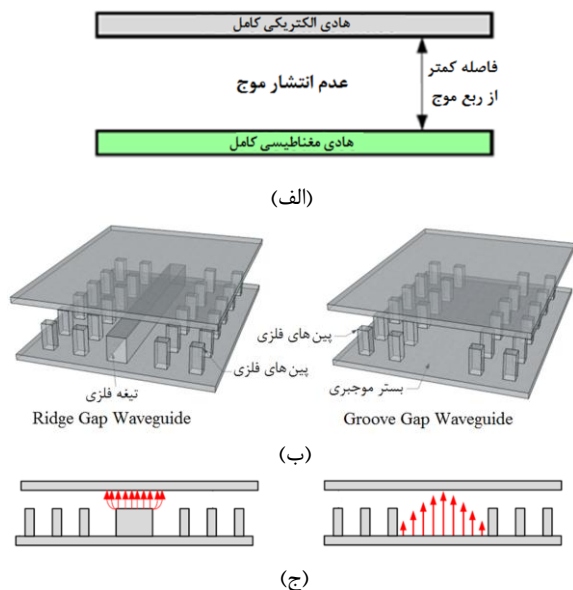 هادی الکتریکی کامل
عدم انتشار موج
فاصله کمتر
از ربع موج
هادی مغناطیسی کامل
(الف)
پین های فلزی
پین های فلزی
تیغه فلزی
بستر موجبری
Ridge Gap Waveguide
Groove Gap Waveguide
(ب)
(ج)